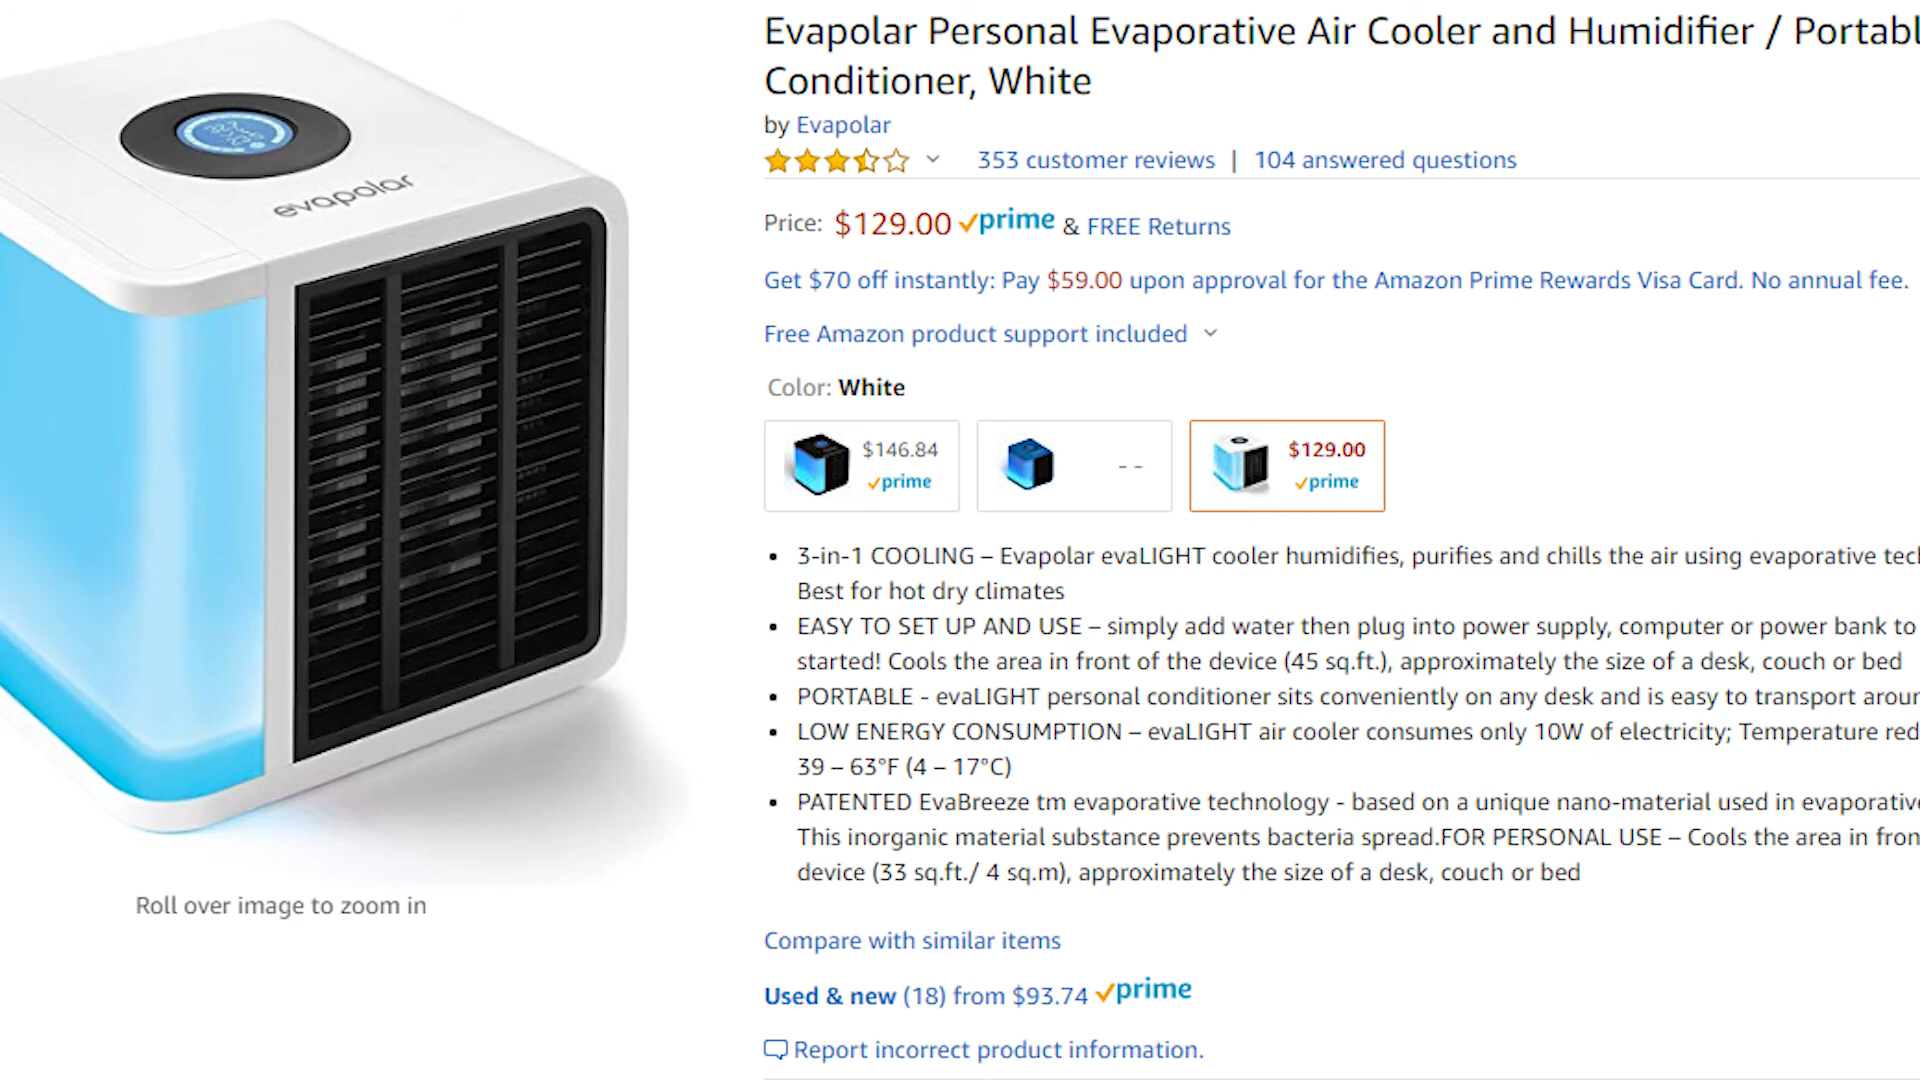 evapolar
Roll over image to zoom in
Evapolar Personal Evaporative Air Cooler and Humidifier /
Conditioner, White
by Evapolar
353 customer reviews | 104 answered questions
Price: $129.00 prime & FREE Returns
Get $70 off instantly: Pay $59.00 upon approval for the Amazon Prime Rewards Visa Card. No annual fee.
Free Amazon product support included
Color: White
$146.84
prime
- -
$129.00
prime
• 3-in-1 COOLING – Evapolar evaLIGHT cooler humidifies, purifies and chills the air using evaporative
Best for hot dry climates
• EASY TO SET UP AND USE – simply add water then plug into power supply, computer or power bank to
started! Cools the area in front of the device (45 sq.ft.), approximately the size of a desk, couch or bed
• PORTABLE - evaLIGHT personal conditioner sits conveniently on any desk and is easy to transport
• LOW ENERGY CONSUMPTION – evaLIGHT air cooler consumes only 10W of electricity; Temperature
39 – 63°F (4 – 17°C)
• PATENTED EvaBreeze tm evaporative technology - based on a unique nano-material used in evaporative
This inorganic material substance prevents bacteria spread.FOR PERSONAL USE – Cools the area in
device (33 sq.ft./ 4 sq.m), approximately the size of a desk, couch or bed
Compare with similar items
Used & new (18) from $93.74 prime
Report incorrect product information.